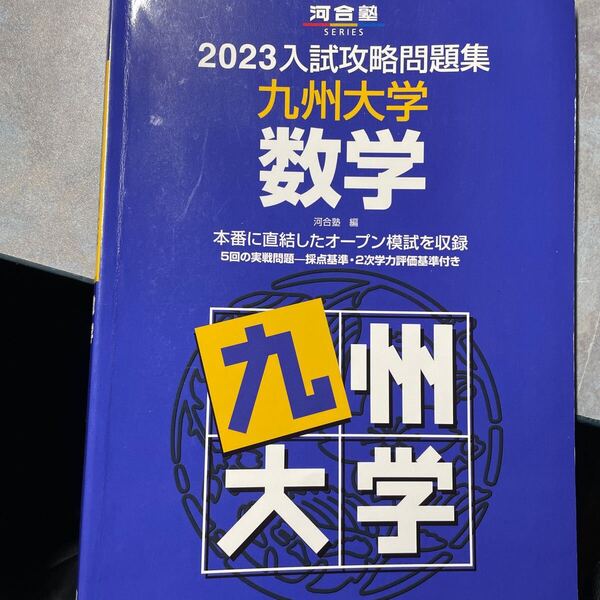 河合塾
SERIES
2023入試攻略問題集
九州大学
数学
河合塾 編
本番に直結したオープン模試を収録
5回の実戦問題―採点基準・2次学力評価基準付き
九州
大学